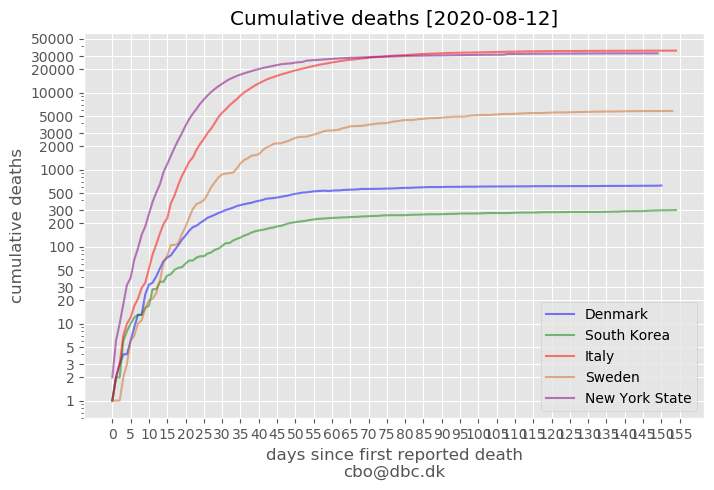 Cumulative deaths [2020-08-12]
cumulative deaths
50000
30000
20000
10000
5000
3000
2000
1000
500
300
200
100
50
30
20
10
5
3
2
1
Denmark
South Korea
Italy
Sweden
New York State
0 5 10 15 20 25 30 35 40 45 50 55 60 65 70 75 80 85 90 95 100 105 110 115 120 125 130 135 140 145 150 155
days since first reported death
cbo@dbc.dk